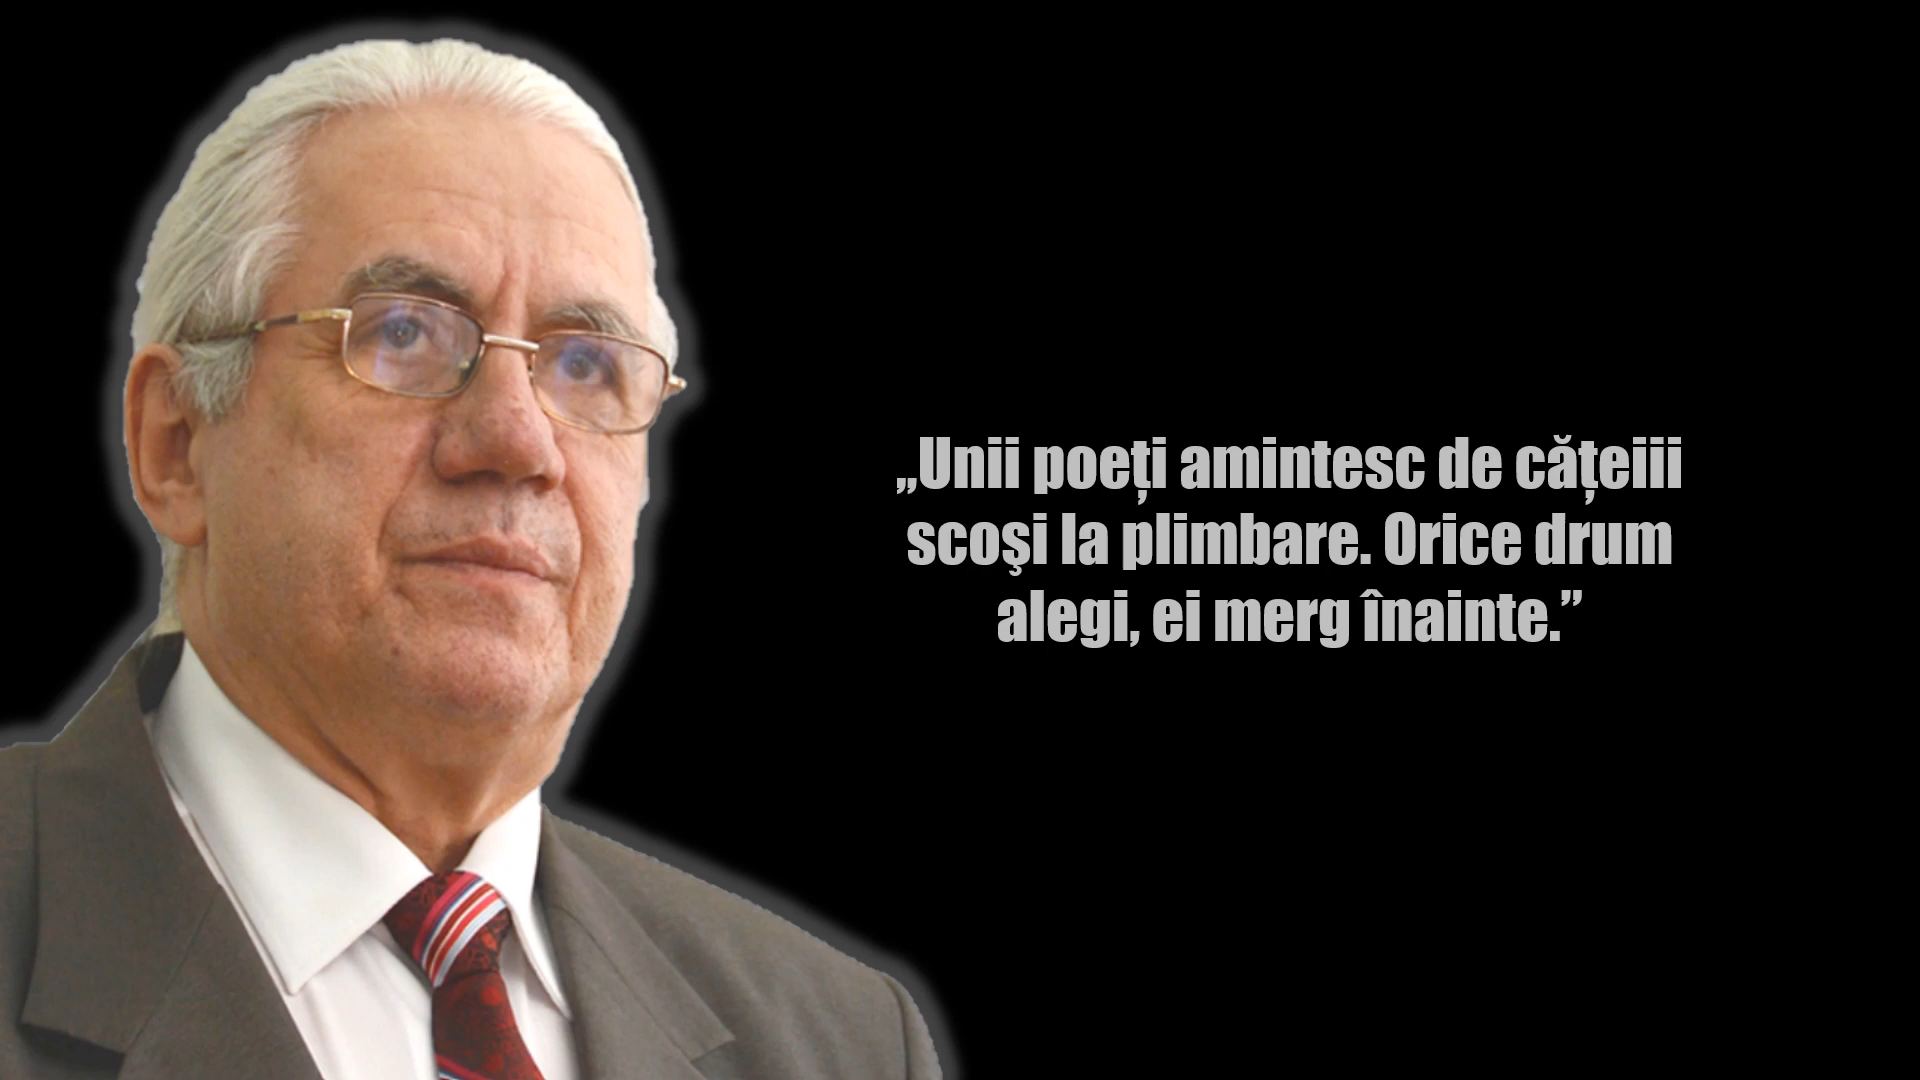 „Unii poeți amintesc de cățeiii
scoşi la plimbare. Orice drum
alegi, ei merg înainte.”